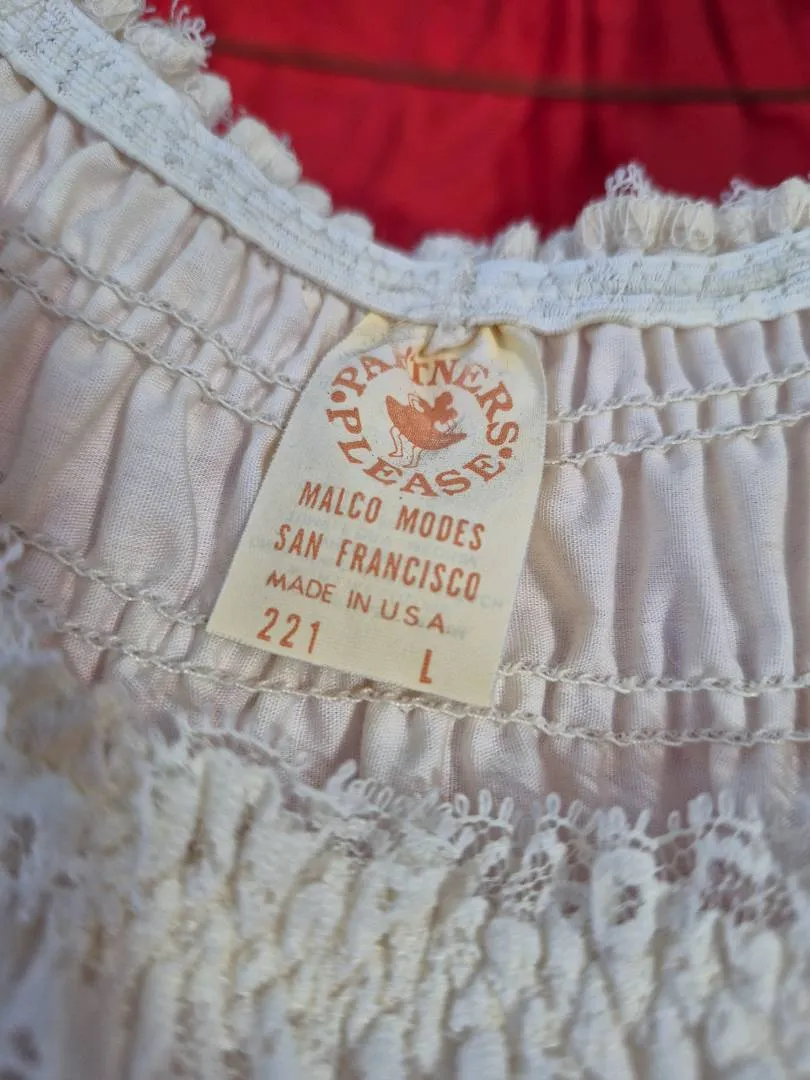 PARTNERS
PLEASE
MALCO MODES
SAN FRANCISCO
MADE IN U.S.A.
221 L